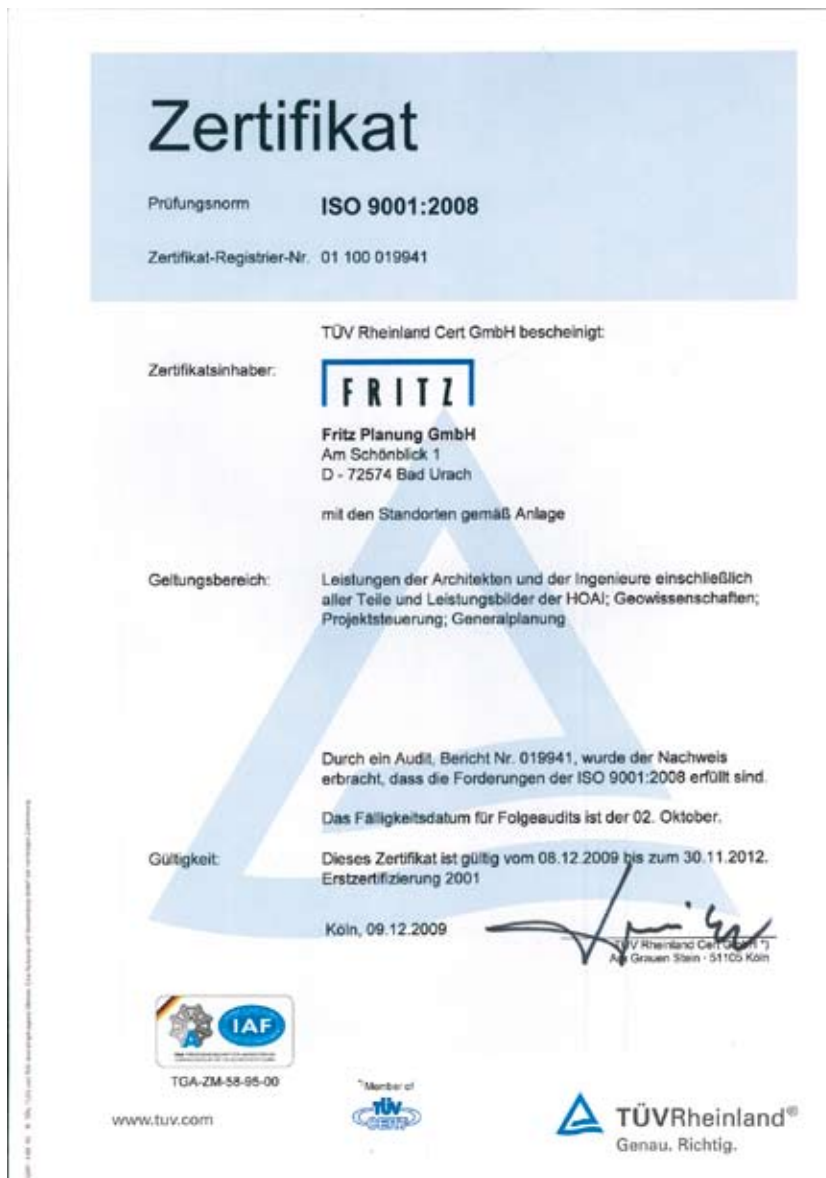 Zertifikat
Prüfungsnorm ISO 9001:2008
Zertifikat-Registrier-Nr. 01 100 019941
TÜV Rheinland Cert GmbH bescheinigt:
Zertifikatsinhaber:
FRITZ
Fritz Planung GmbH
Am Schönblick 1
D - 72574 Bad Urach
mit den Standorten gemäß Anlage
Geltungsbereich: Leistungen der Architekten und der Ingenieure einschließlich
aller Teile und Leistungsbilder der HOAI; Geowissenschaften;
Projektsteuerung; Generalplanung
Durch ein Audit, Bericht Nr. 019941, wurde der Nachweis
erbracht, dass die Forderungen der ISO 9001:2008 erfüllt sind.
Das Fälligkeitsdatum für Folgeaudits ist der 02. Oktober.
Gültigkeit: Dieses Zertifikat ist gültig vom 08.12.2009 bis zum 30.11.2012.
Erstzertifizierung 2001
Köln, 09.12.2009
TÜV Rheinland Cert GmbH *)
Am Grauen Stein - 51105 Köln
IAF
TGA-ZM-58-95-00
*) Member of
TÜV
CERT
www.tuv.com
TÜVRheinland®
Genau. Richtig.